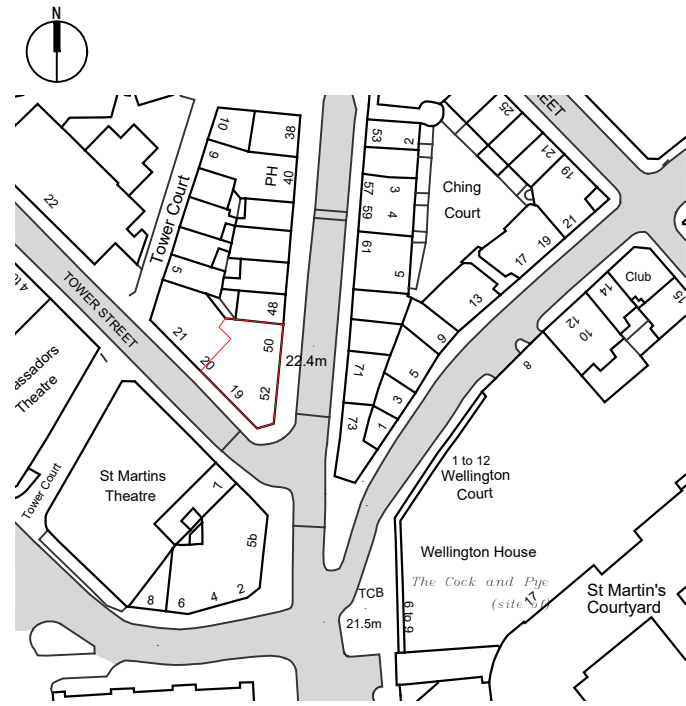 N
25
21
19
21
STREET
38
10
9
PH
40
53
2
57
3
59
4
61
5
Ching
Court
22
Tower Court
5
TOWER STREET
48
50
52
22.4m
21
20
19
17
19
13
9
5
3
1
71
73
Club
14
12
10
15
8
assadors
Theatre
Tower Court
St Martins
Theatre
1
5b
8
6
4
2
1 to 12
Wellington
Court
Wellington House
The Cock and Pye
(site of)
17
TCB
21.5m
6 to 9
St Martin's
Courtyard